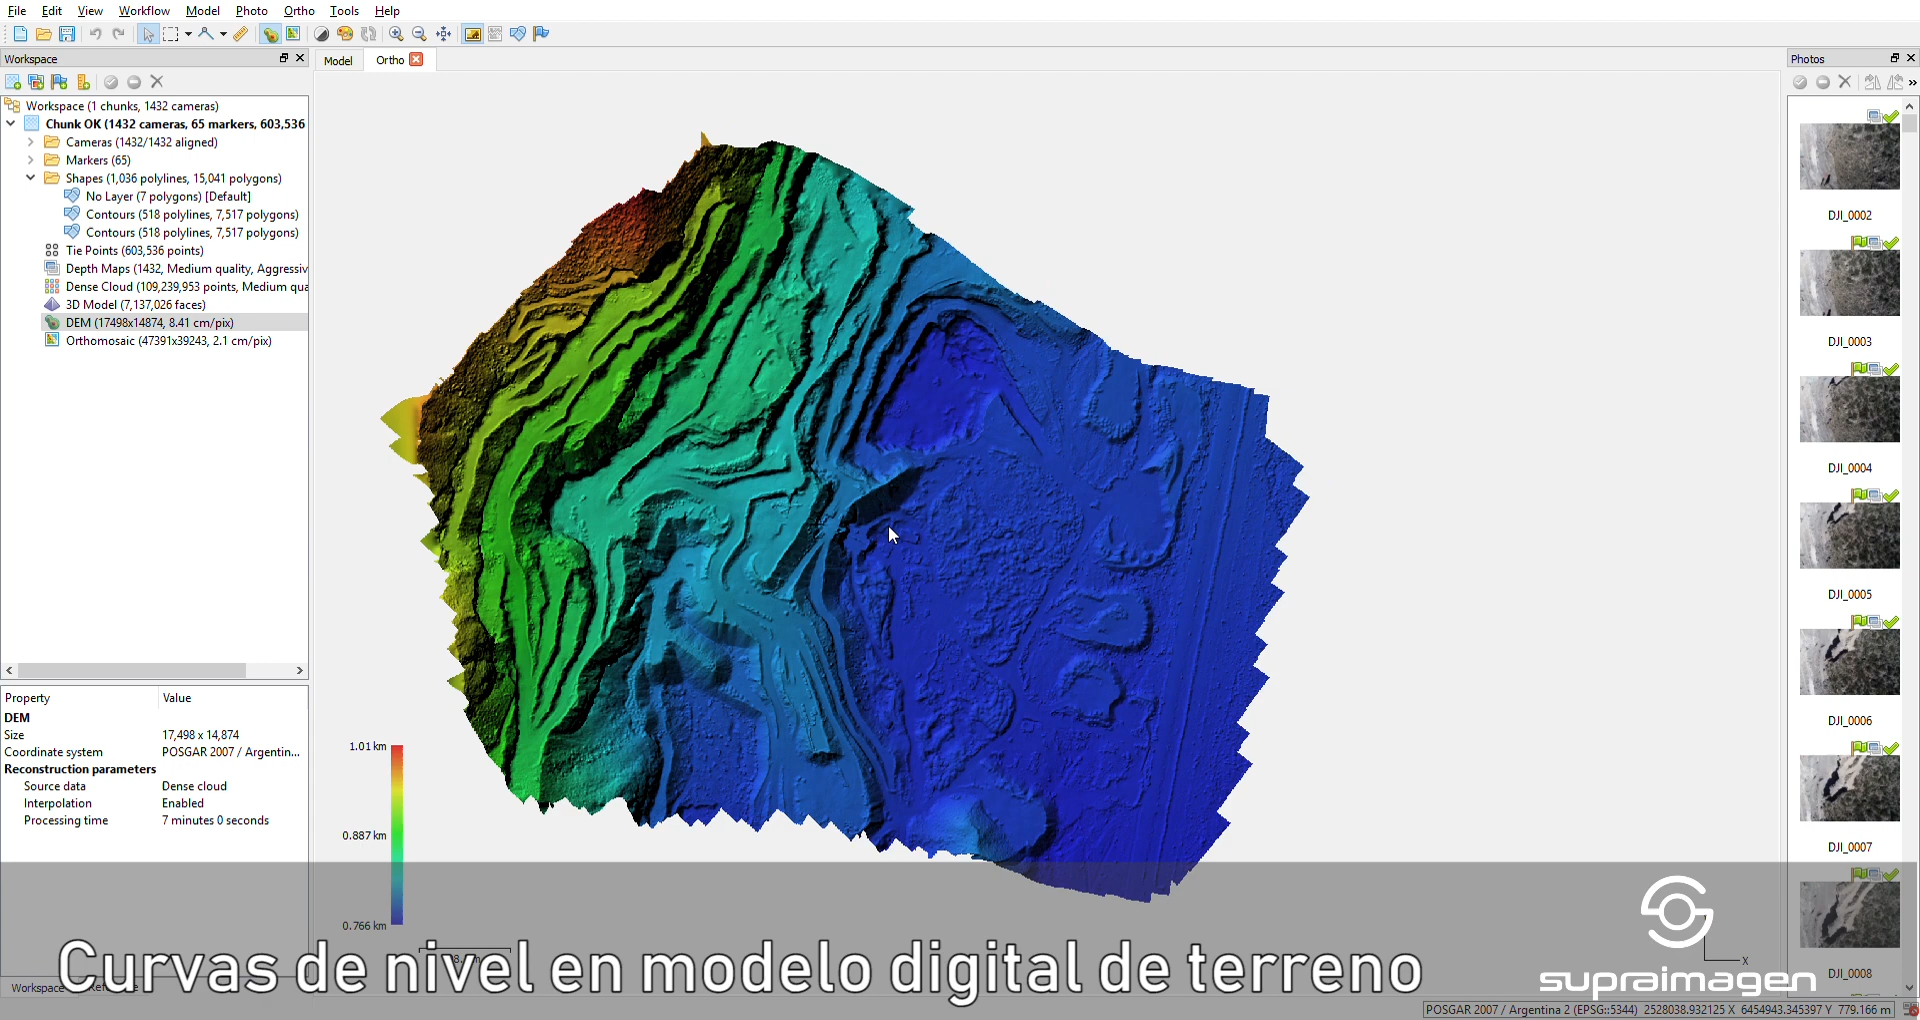 File Edit View Workflow Model Photo Ortho Tools Help
Workspace
Model Ortho
Photos
Workspace (1 chunks, 1432 cameras)
Chunk OK (1432 cameras, 65 markers, 603,536
Cameras (1432/1432 aligned)
Markers (65)
Shapes (1,036 polylines, 15,041 polygons)
No Layer (7 polygons) [Default]
Contours (518 polylines, 7,517 polygons)
Contours (518 polylines, 7,517 polygons)
Tie Points (603,536 points)
Depth Maps (1432, Medium quality, Aggressiv
Dense Cloud (109,239,953 points, Medium qua
3D Model (7,137,026 faces)
DEM (17498x14874, 8.41 cm/pix)
Orthomosaic (47391x39243, 2.1 cm/pix)
Property Value
DEM
Size 17,498 x 14,874
Coordinate system POSGAR 2007 / Argentin...
Reconstruction parameters
Source data Dense cloud
Interpolation Enabled
Processing time 7 minutes 0 seconds
1.01 km
0.887 km
0.766 km
DJI_0002
DJI_0003
DJI_0004
DJI_0005
DJI_0006
DJI_0007
DJI_0008
Curvas de nivel en modelo digital de terreno
supraimagen
X
Workspace
POSGAR 2007 / Argentina 2 (EPSG::5344) 2528038.932125 X 6454943.345397 Y 779.166 m